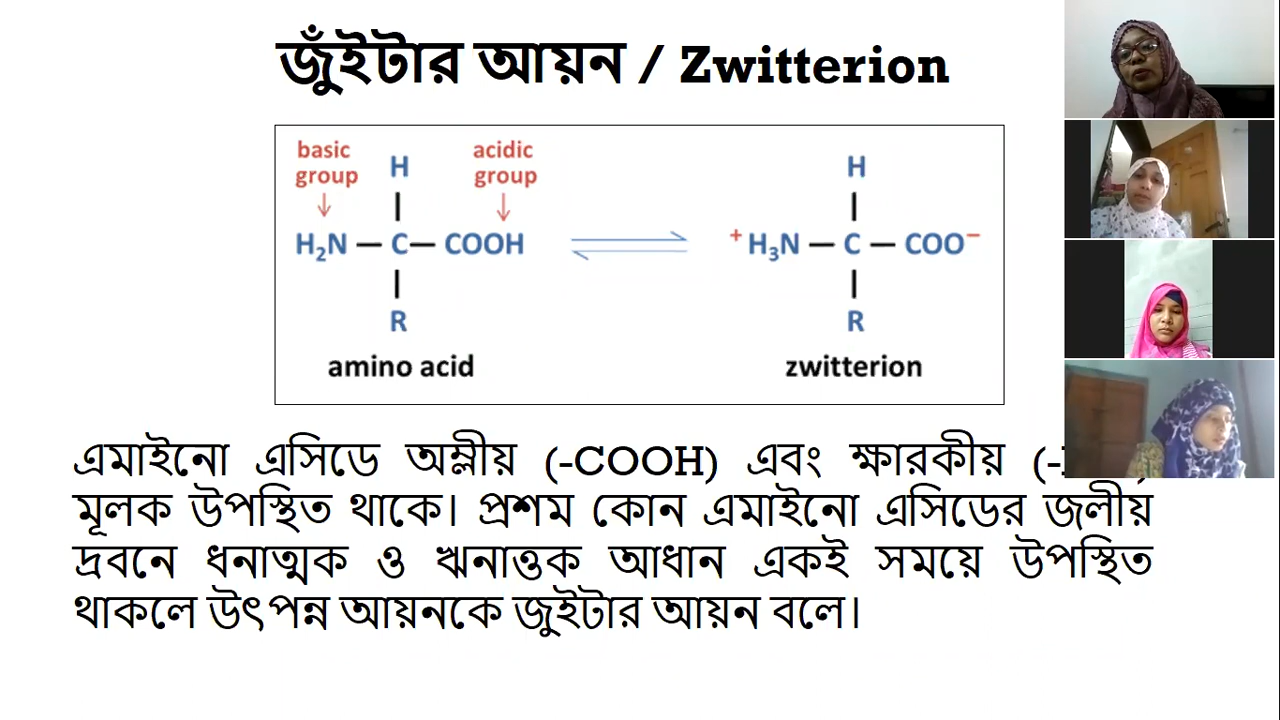 জুঁইটার আয়ন / Zwitterion
basic group
acidic group
H
H
H₂N — C — COOH
⁺H₃N — C — COO⁻
R
R
amino acid
zwitterion
এমাইনো এসিডে অম্লীয় (-COOH) এবং ক্ষারকীয়
মূলক উপস্থিত থাকে। প্রশম কোন এমাইনো এসিডের জলীয়
দ্রবনে ধনাত্মক ও ঋনাত্তক আধান একই সময়ে উপস্থিত
থাকলে উৎপন্ন আয়নকে জুইটার আয়ন বলে।